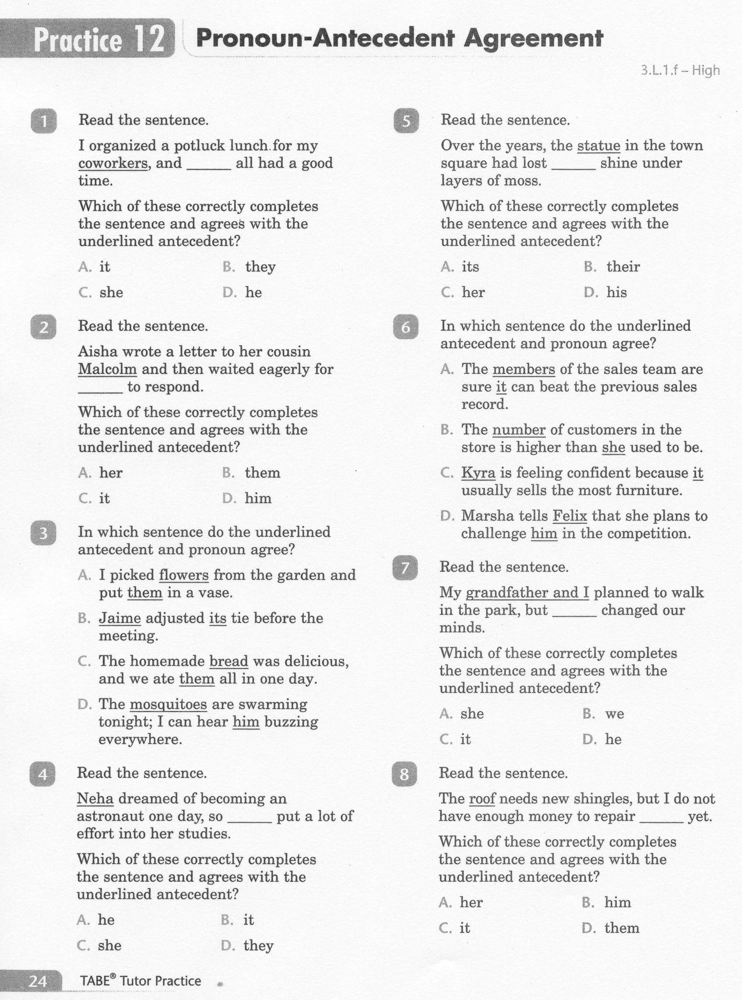 Practice 12
Pronoun-Antecedent Agreement
3.L.1.f – High
1
Read the sentence.
I organized a potluck lunch for my
coworkers, and ______ all had a good
time.
Which of these correctly completes
the sentence and agrees with the
underlined antecedent?
A. it B. they
C. she D. he
2
Read the sentence.
Aisha wrote a letter to her cousin
Malcolm and then waited eagerly for
______ to respond.
Which of these correctly completes
the sentence and agrees with the
underlined antecedent?
A. her B. them
C. it D. him
3
In which sentence do the underlined
antecedent and pronoun agree?
A. I picked flowers from the garden and
put them in a vase.
B. Jaime adjusted its tie before the
meeting.
C. The homemade bread was delicious,
and we ate them all in one day.
D. The mosquitoes are swarming
tonight; I can hear him buzzing
everywhere.
4
Read the sentence.
Neha dreamed of becoming an
astronaut one day, so ______ put a lot of
effort into her studies.
Which of these correctly completes
the sentence and agrees with the
underlined antecedent?
A. he B. it
C. she D. they
5
Read the sentence.
Over the years, the statue in the town
square had lost ______ shine under
layers of moss.
Which of these correctly completes
the sentence and agrees with the
underlined antecedent?
A. its B. their
C. her D. his
6
In which sentence do the underlined
antecedent and pronoun agree?
A. The members of the sales team are
sure it can beat the previous sales
record.
B. The number of customers in the
store is higher than she used to be.
C. Kyra is feeling confident because it
usually sells the most furniture.
D. Marsha tells Felix that she plans to
challenge him in the competition.
7
Read the sentence.
My grandfather and I planned to walk
in the park, but ______ changed our
minds.
Which of these correctly completes
the sentence and agrees with the
underlined antecedent?
A. she B. we
C. it D. he
8
Read the sentence.
The roof needs new shingles, but I do not
have enough money to repair ______ yet.
Which of these correctly completes
the sentence and agrees with the
underlined antecedent?
A. her B. him
C. it D. them
24
TABE® Tutor Practice